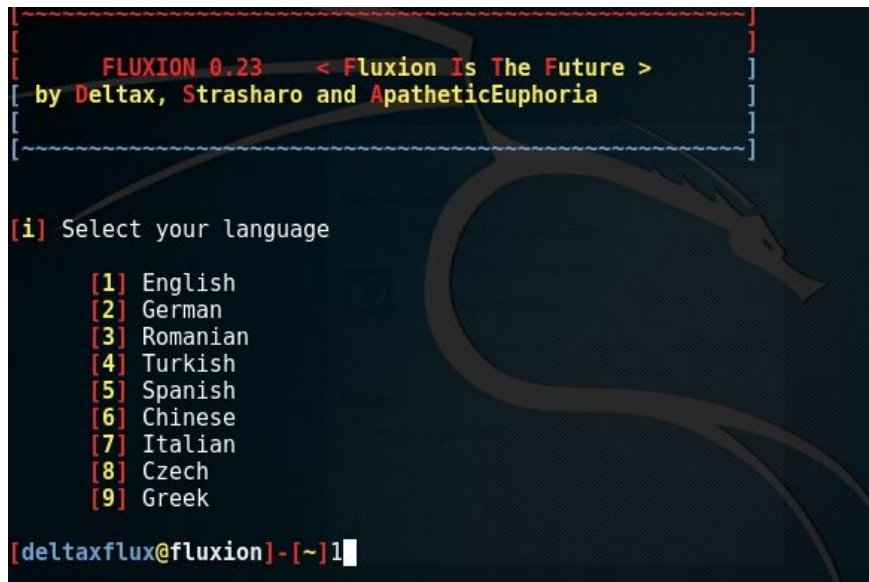 [~~~~~~~~~~~~~~~~~~~~~~~~~~~~~~~~~~~~~~~~~~~~~~~~~~~~~~]
[ ]
[ FLUXION 0.23 < Fluxion Is The Future > ]
[ by Deltax, Strasharo and ApatheticEuphoria ]
[ ]
[~~~~~~~~~~~~~~~~~~~~~~~~~~~~~~~~~~~~~~~~~~~~~~~~~~~~~~]
[i] Select your language
[1] English
[2] German
[3] Romanian
[4] Turkish
[5] Spanish
[6] Chinese
[7] Italian
[8] Czech
[9] Greek
[deltaxflux@fluxion]-[~]1